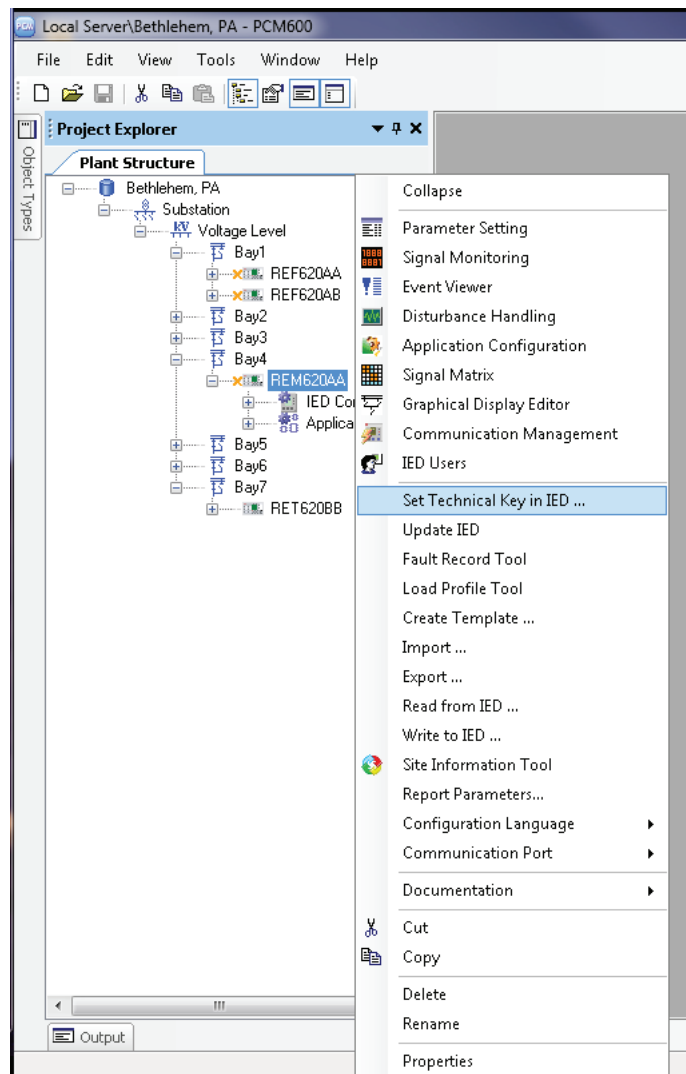 Local Server\Bethlehem, PA - PCM600
File Edit View Tools Window Help
Object Types
Project Explorer
Plant Structure
Bethlehem, PA
Substation
Voltage Level
Bay1
REF620AA
REF620AB
Bay2
Bay3
Bay4
REM620AA
IED Co
Applica
Bay5
Bay6
Bay7
RET620BB
Collapse
Parameter Setting
Signal Monitoring
Event Viewer
Disturbance Handling
Application Configuration
Signal Matrix
Graphical Display Editor
Communication Management
IED Users
Set Technical Key in IED ...
Update IED
Fault Record Tool
Load Profile Tool
Create Template ...
Import ...
Export ...
Read from IED ...
Write to IED ...
Site Information Tool
Report Parameters...
Configuration Language
Communication Port
Documentation
Cut
Copy
Delete
Rename
Properties
Output